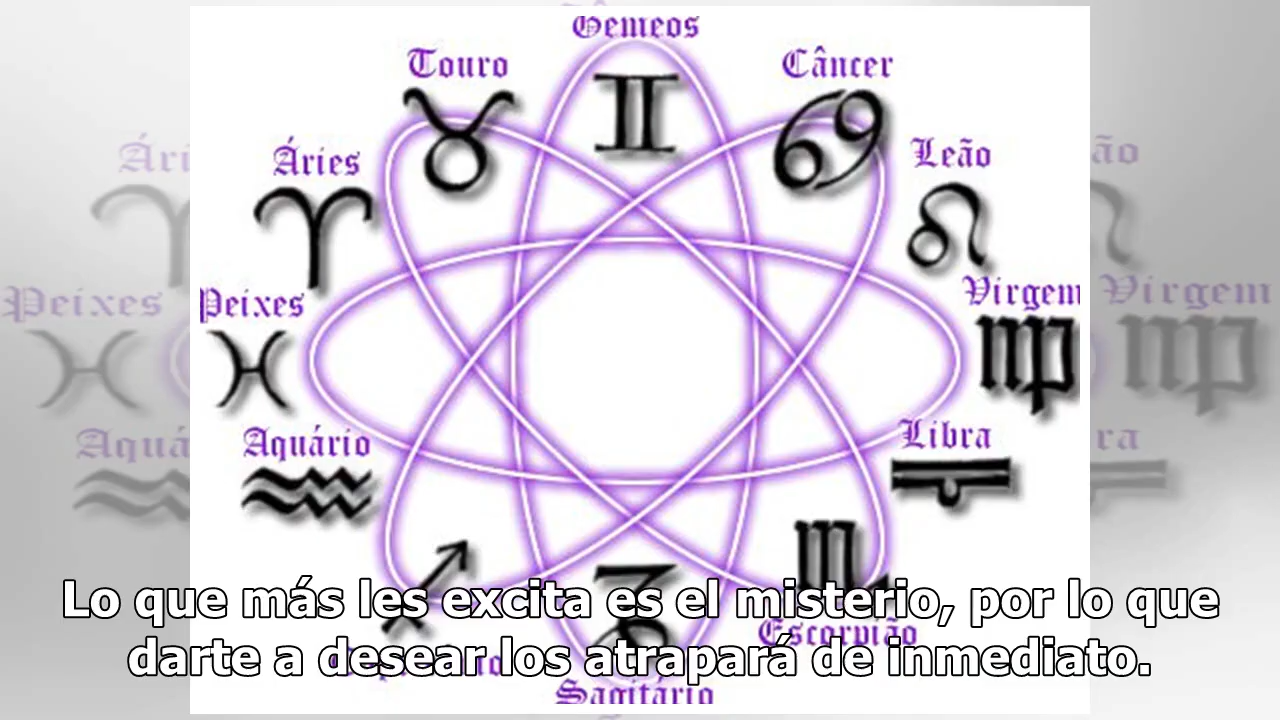 Gêmeos
Touro
Câncer
Áries
Leão
Peixes
Virgem
Aquário
Libra
Escorpião
Sagitário
Lo que más les excita es el misterio, por lo que
darte a desear los atrapará de inmediato.